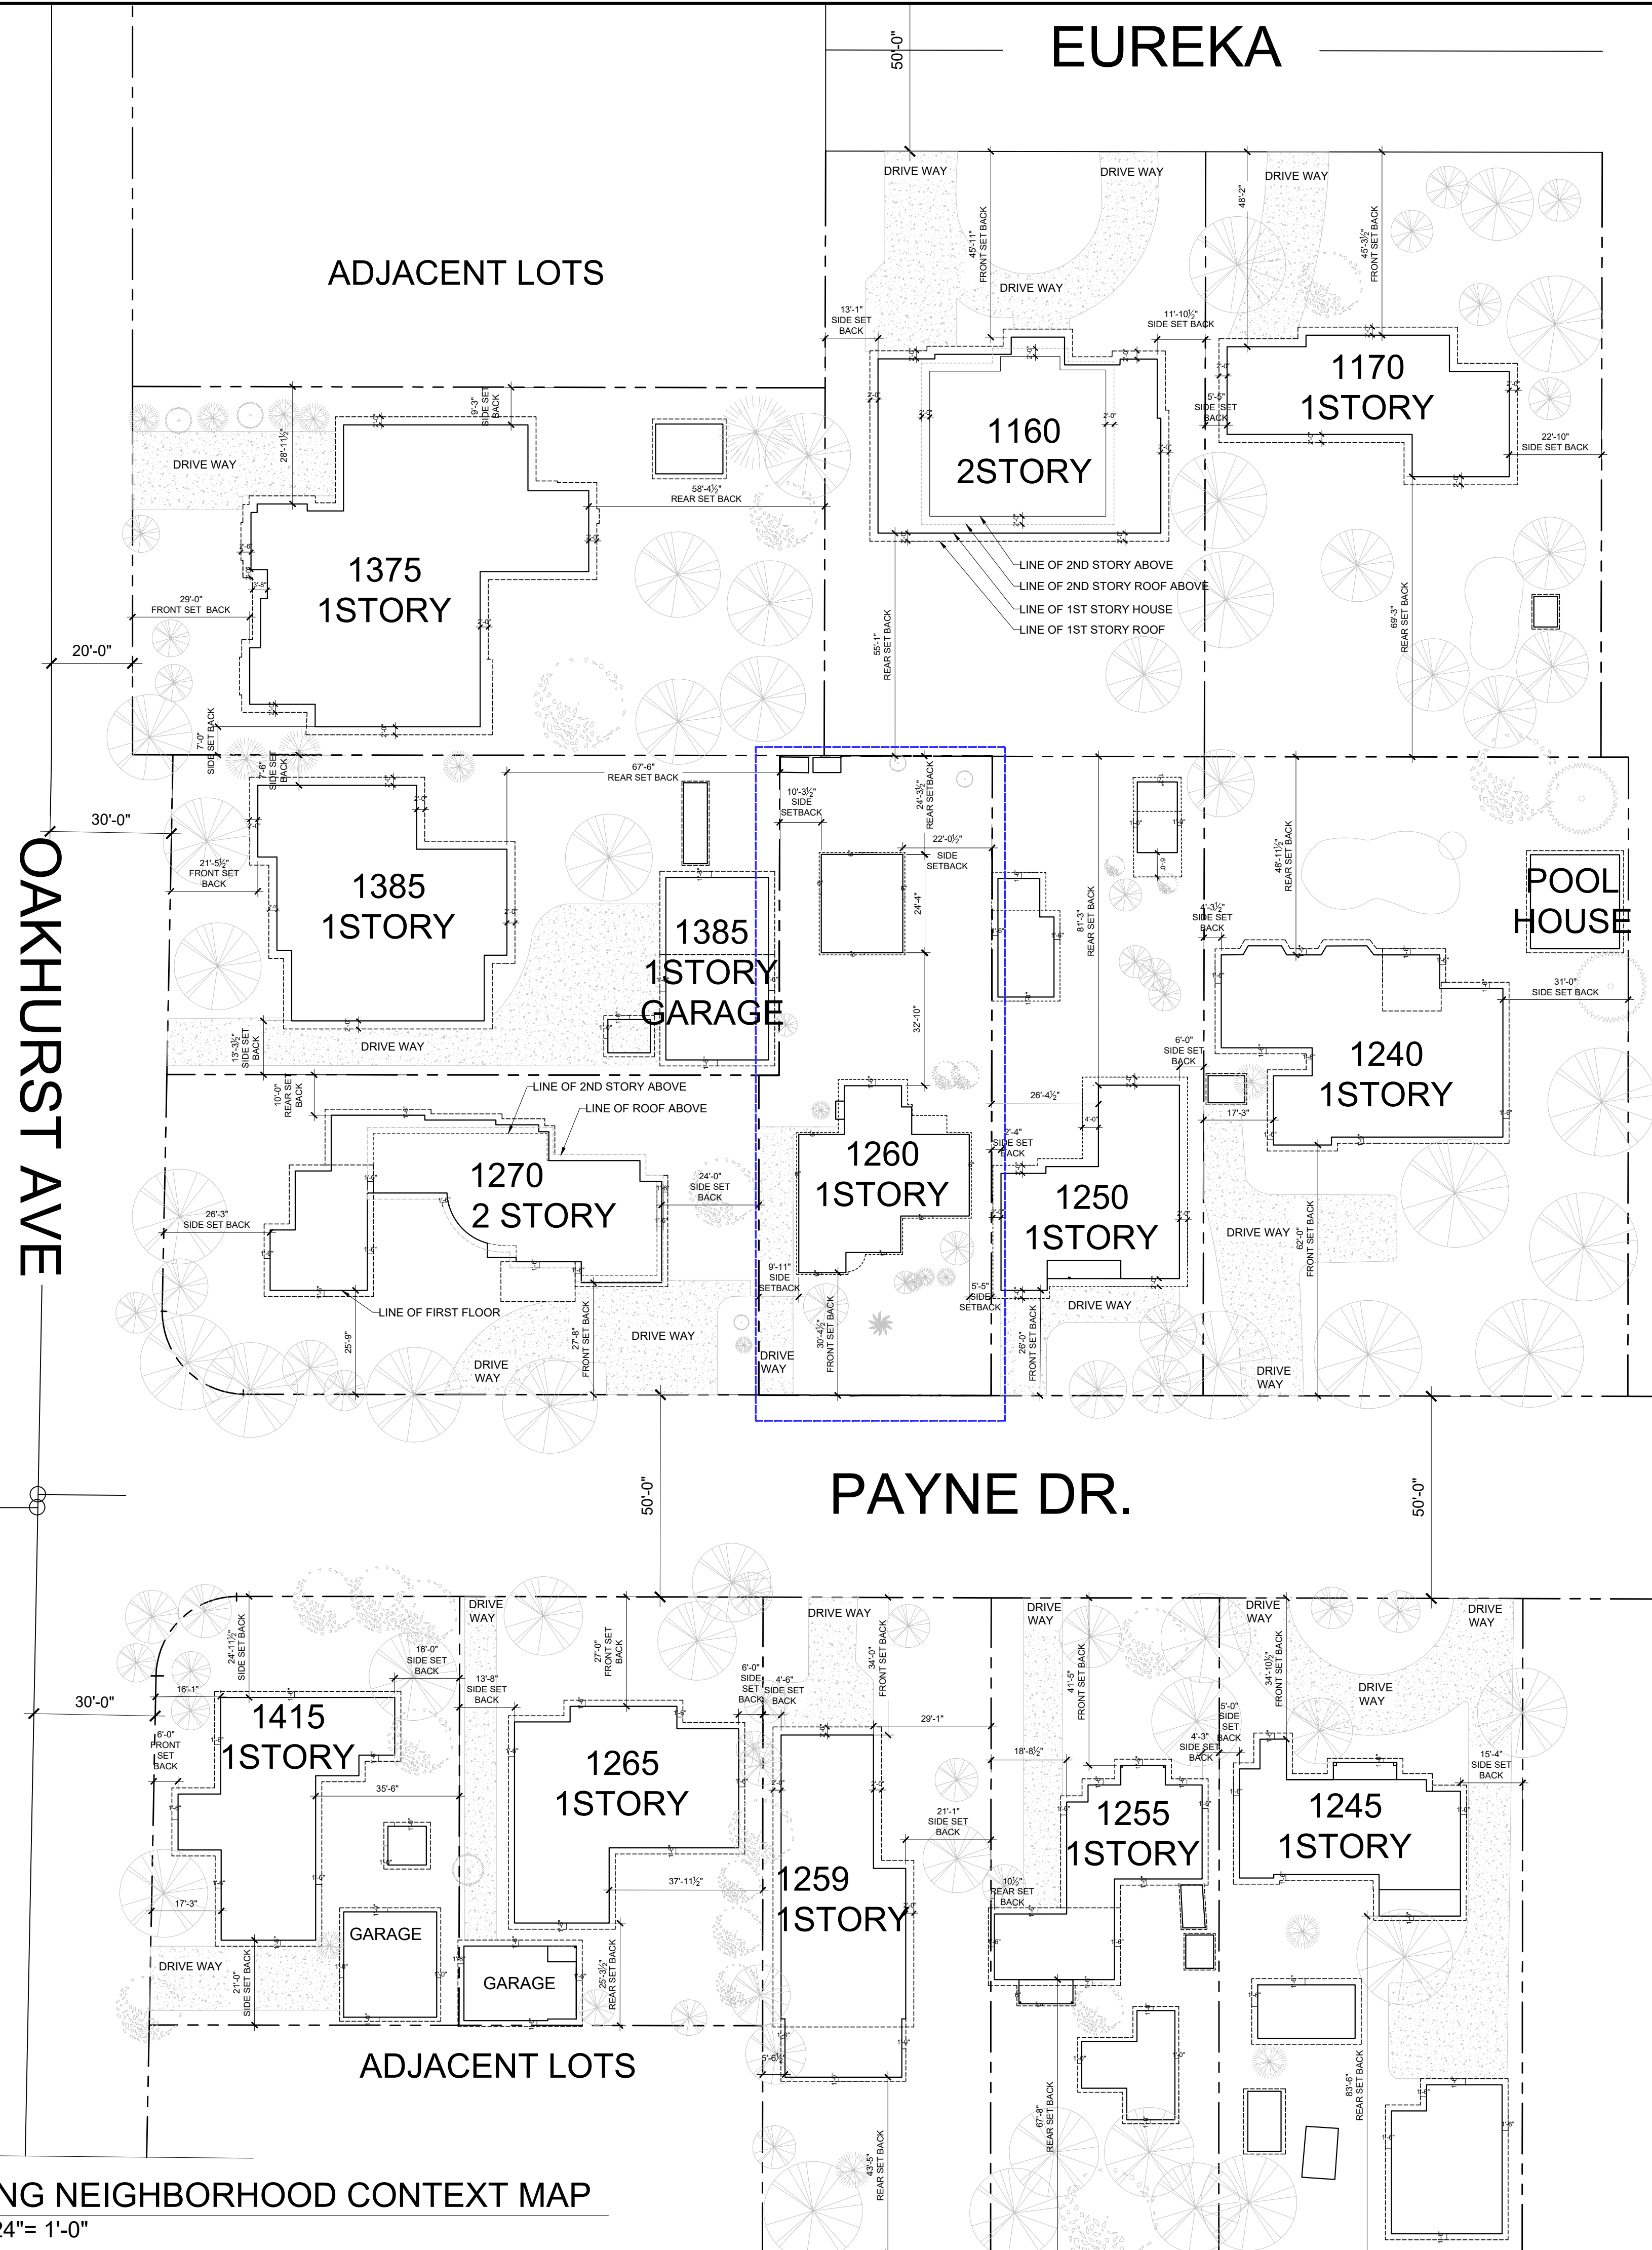 EUREKA
50'-0"
DRIVE WAY
DRIVE WAY
DRIVE WAY
45'-11"
FRONT SET BACK
48'-2"
45'-3½"
FRONT SET BACK
ADJACENT LOTS
DRIVE WAY
13'-1"
SIDE SET
BACK
11'-10½"
SIDE SET BACK
1160
2STORY
1170
1STORY
5'-5"
SIDE SET
BACK
22'-10"
SIDE SET BACK
LINE OF 2ND STORY ABOVE
LINE OF 2ND STORY ROOF ABOVE
LINE OF 1ST STORY HOUSE
LINE OF 1ST STORY ROOF
55'-1"
REAR SET BACK
69'-3"
REAR SET BACK
9'-3"
SIDE SET
BACK
28'-11½"
DRIVE WAY
58'-4½"
REAR SET BACK
1375
1STORY
3'-8"
29'-0"
FRONT SET BACK
20'-0"
7'-0"
SIDE SET BACK
7'-6"
SIDE SET
BACK
67'-6"
REAR SET BACK
30'-0"
OAKHURST AVE
21'-5½"
FRONT SET
BACK
1385
1STORY
1385
1STORY
GARAGE
13'-3½"
SIDE SET
BACK
DRIVE WAY
10'-3½"
SIDE
SETBACK
24'-3½"
REAR SETBACK
22'-0½"
SIDE
SETBACK
24'-4"
32'-10"
81'-3"
REAR SET BACK
48'-11½"
REAR SET BACK
4'-3½"
SIDE SET
BACK
POOL
HOUSE
31'-0"
SIDE SET BACK
1240
1STORY
6'-0"
SIDE SET
BACK
17'-3"
10'-0"
REAR SET
BACK
LINE OF 2ND STORY ABOVE
LINE OF ROOF ABOVE
1270
2 STORY
24'-0"
SIDE SET
BACK
26'-3"
SIDE SET BACK
LINE OF FIRST FLOOR
25'-9"
27'-8"
FRONT SET BACK
DRIVE WAY
DRIVE
WAY
1260
1STORY
9'-11"
SIDE
SETBACK
30'-4½"
FRONT SET BACK
DRIVE
WAY
5'-5"
SIDE
SETBACK
26'-4½"
4'-0"
2'-4"
SIDE SET
BACK
1250
1STORY
26'-0"
FRONT SET BACK
DRIVE WAY
DRIVE WAY
62'-0"
FRONT SET BACK
DRIVE
WAY
50'-0"
PAYNE DR.
50'-0"
30'-0"
24'-11½"
SIDE SET BACK
16'-0"
SIDE SET
BACK
16'-1"
1415
1STORY
6'-0"
FRONT
SET
BACK
35'-6"
17'-3"
GARAGE
DRIVE WAY
21'-0"
SIDE SET BACK
DRIVE
WAY
13'-8"
SIDE SET
BACK
27'-0"
FRONT SET
BACK
1265
1STORY
6'-0"
SIDE
SET
BACK
4'-6"
SIDE SET
BACK
37'-11½"
25'-3½"
REAR SET BACK
GARAGE
DRIVE WAY
34'-0"
FRONT SET BACK
29'-1"
21'-1"
SIDE SET
BACK
1259
1STORY
5'-6½"
43'-5"
REAR SET BACK
DRIVE
WAY
41'-5"
FRONT SET BACK
18'-8½"
1255
1STORY
4'-3"
SIDE SET
BACK
10½"
REAR SET
BACK
67'-8"
REAR SET BACK
DRIVE
WAY
34'-10½"
FRONT SET BACK
DRIVE
WAY
DRIVE
WAY
5'-0"
SIDE
SET
BACK
15'-4"
SIDE SET
BACK
1245
1STORY
83'-6"
REAR SET BACK
ADJACENT LOTS
NG NEIGHBORHOOD CONTEXT MAP
24"= 1'-0"